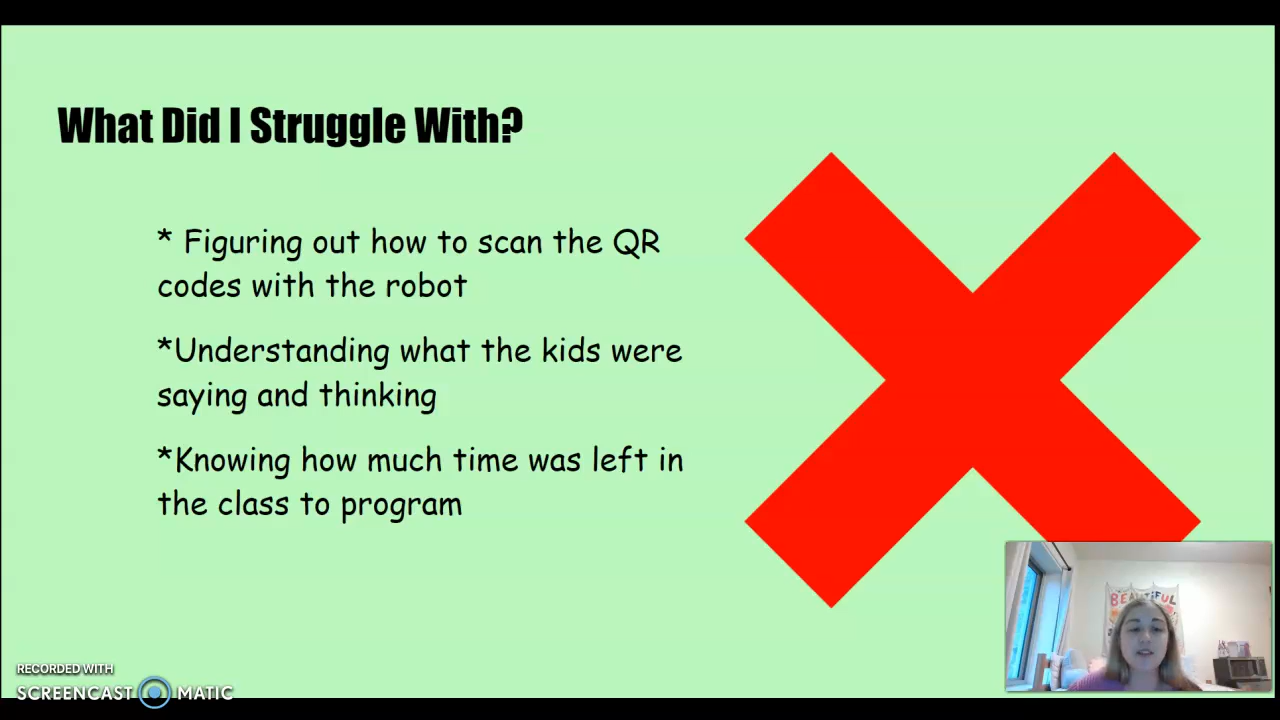 What Did I Struggle With?
* Figuring out how to scan the QR
codes with the robot
*Understanding what the kids were
saying and thinking
*Knowing how much time was left in
the class to program
BEAUTIFUL
RECORDED WITH
SCREENCAST MATIC